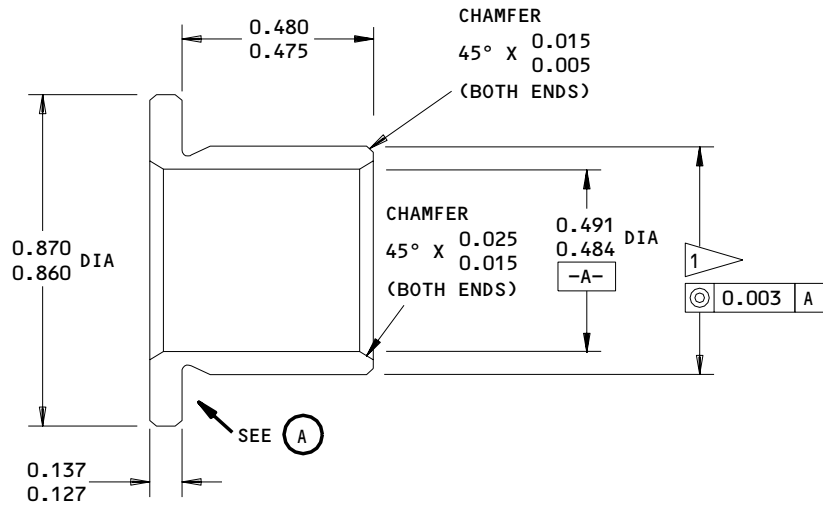 0.480
0.475
CHAMFER
45° X 0.015
0.005
(BOTH ENDS)
0.870
0.860 DIA
CHAMFER
45° X 0.025
0.015
(BOTH ENDS)
0.491
0.484 DIA
-A-
1
◎ 0.003 A
SEE A
0.137
0.127